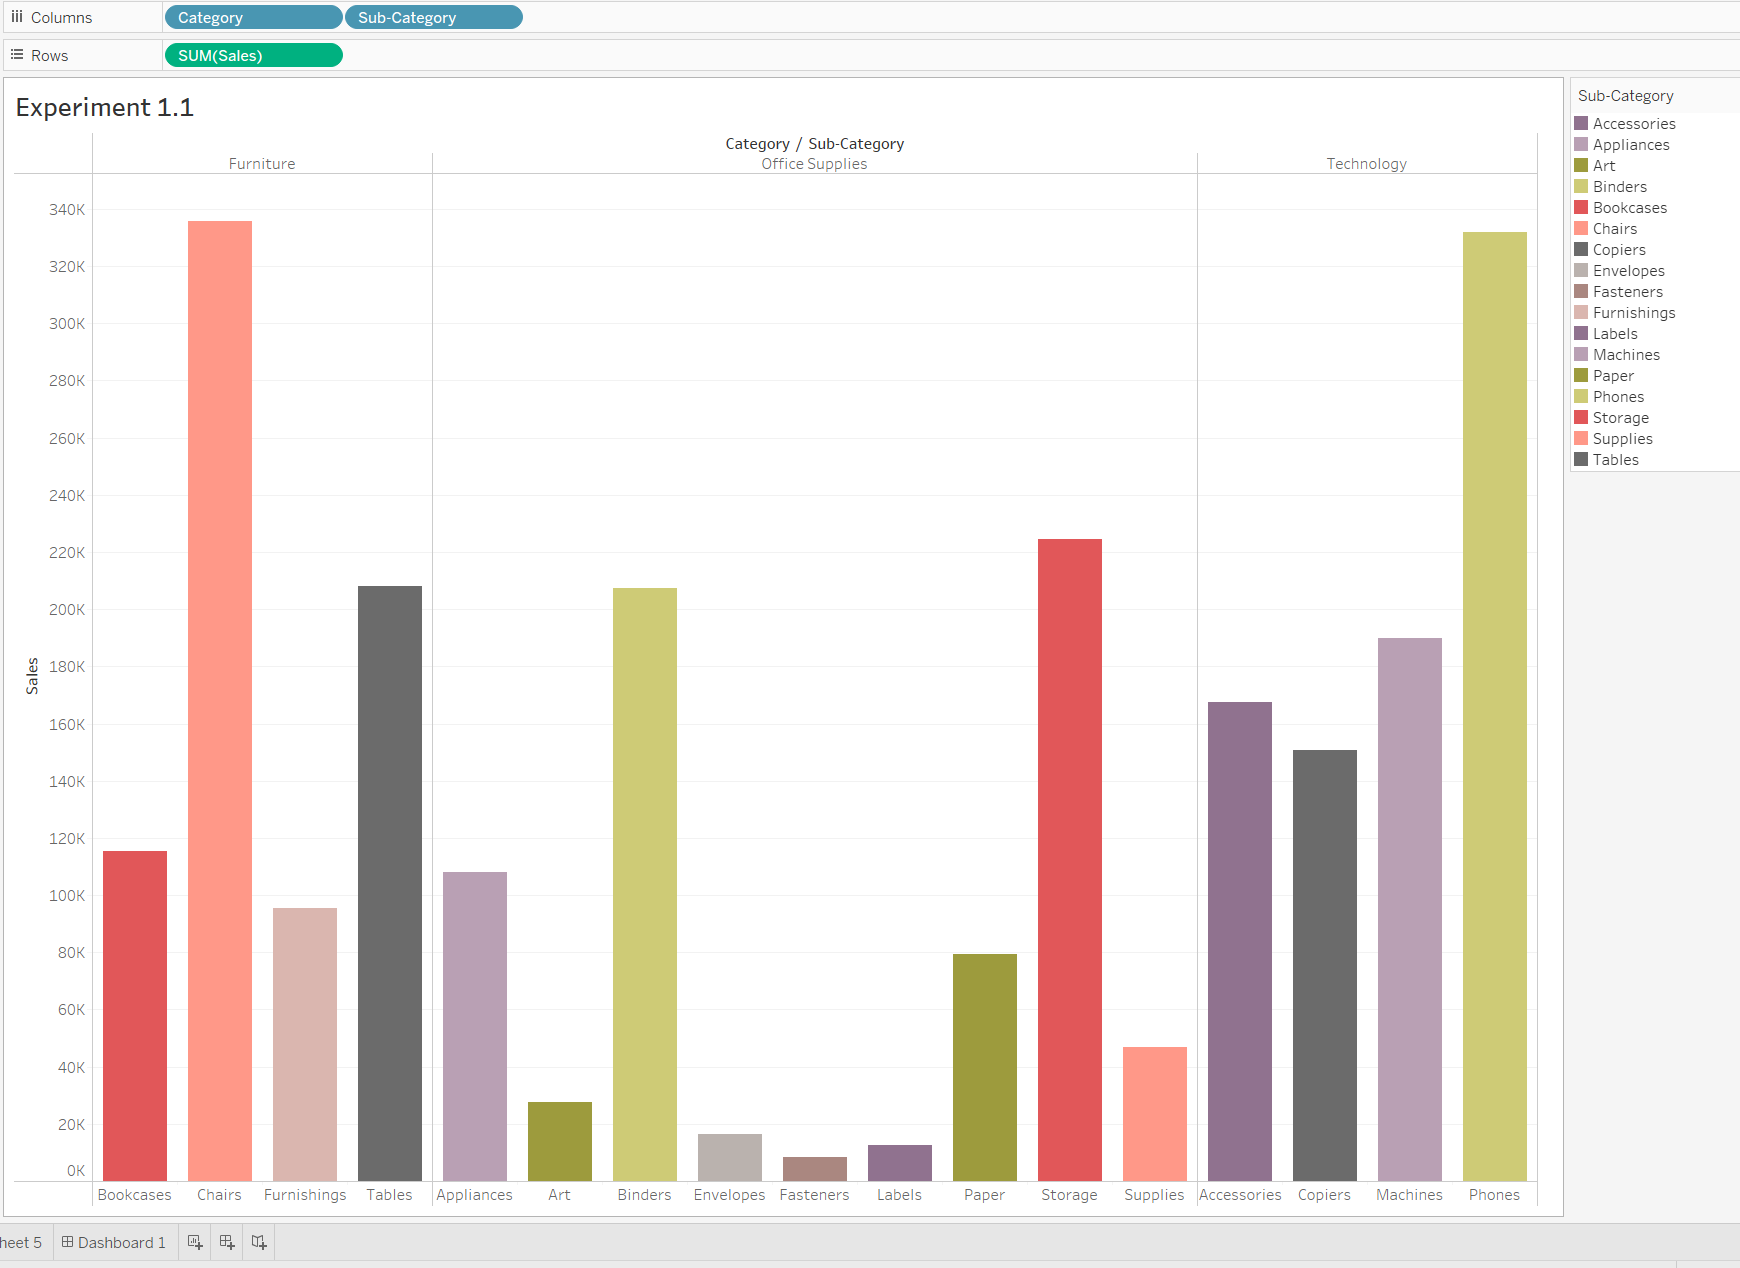 Columns Category Sub-Category
Rows SUM(Sales)
Experiment 1.1
Category / Sub-Category
Furniture Office Supplies Technology
340K
320K
300K
280K
260K
240K
220K
200K
180K
160K
140K
120K
100K
80K
60K
40K
20K
0K
Sales
Bookcases Chairs Furnishings Tables Appliances Art Binders Envelopes Fasteners Labels Paper Storage Supplies Accessories Copiers Machines Phones
Sub-Category
Accessories
Appliances
Art
Binders
Bookcases
Chairs
Copiers
Envelopes
Fasteners
Furnishings
Labels
Machines
Paper
Phones
Storage
Supplies
Tables
heet 5 Dashboard 1